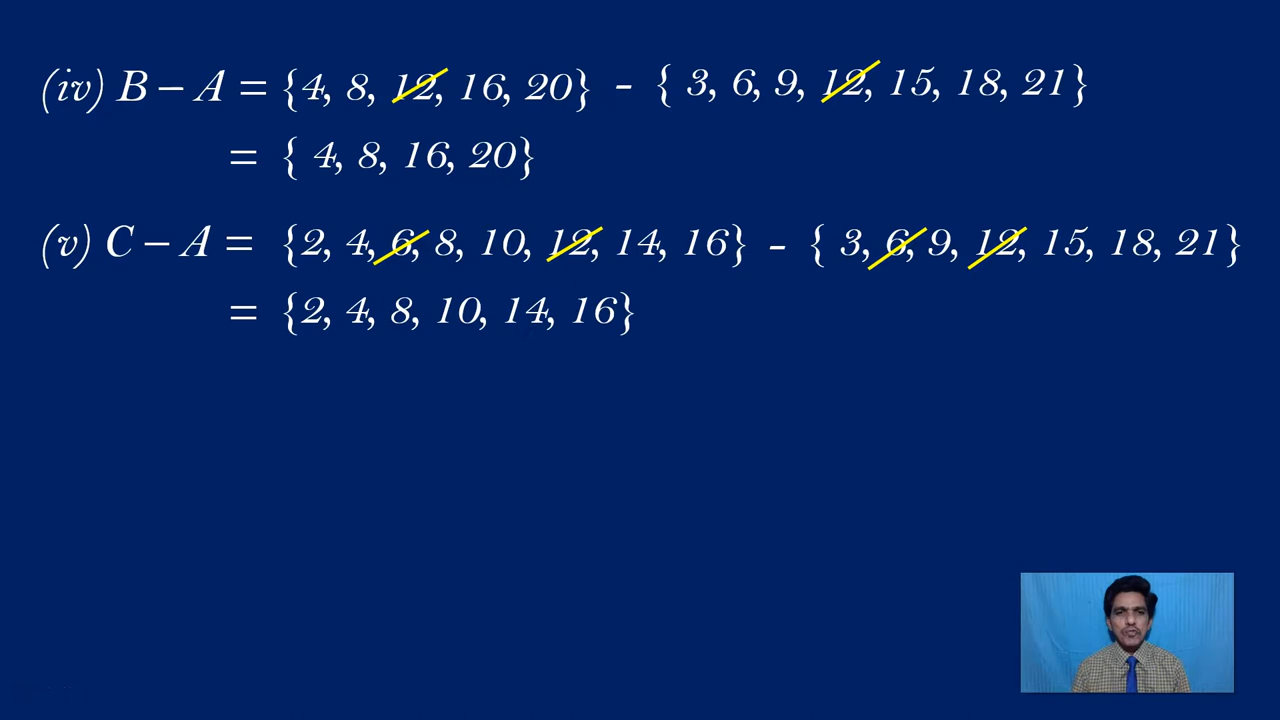 (iv) B – A = {4, 8, 12, 16, 20} - { 3, 6, 9, 12, 15, 18, 21}
= { 4, 8, 16, 20}
(v) C – A = {2, 4, 6, 8, 10, 12, 14, 16} - { 3, 6, 9, 12, 15, 18, 21}
= {2, 4, 8, 10, 14, 16}